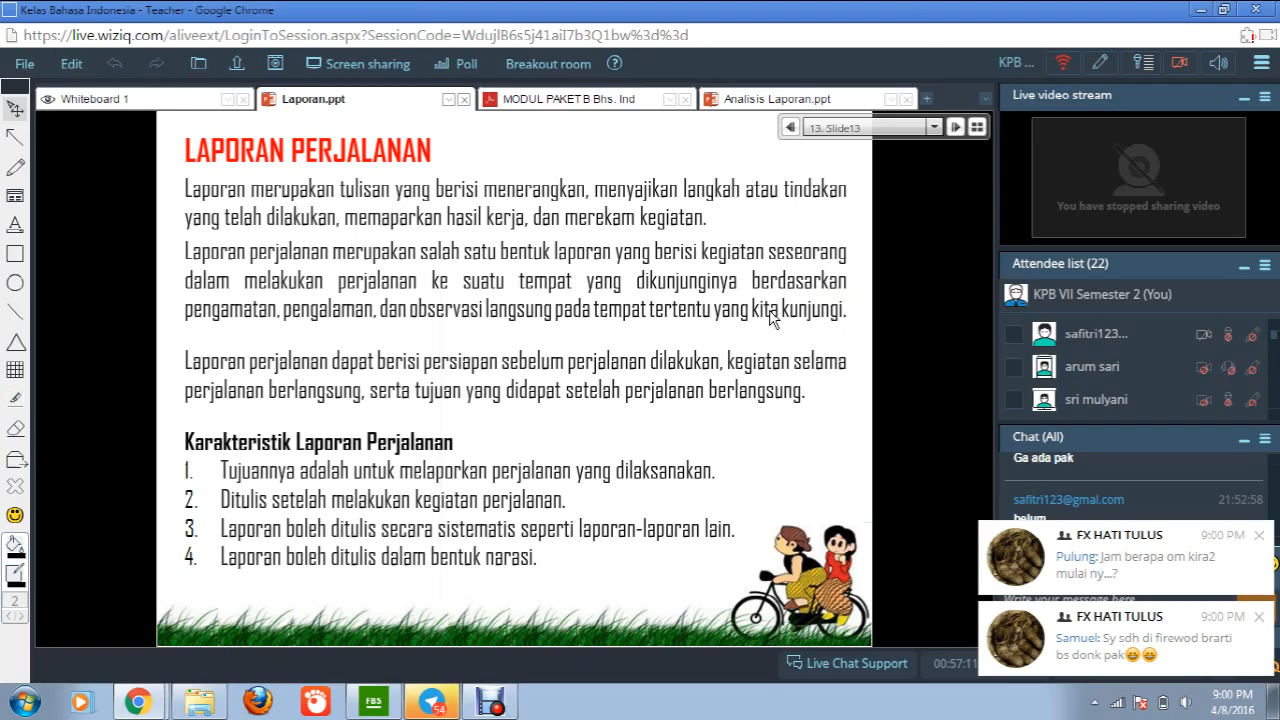 Kelas Bahasa Indonesia - Teacher - Google Chrome
https://live.wiziq.com/aliveext/LoginToSession.aspx?SessionCode=WdujlB6s5j41aiI7b3Q1bw%3d%3d
File Edit Screen sharing Poll Breakout room KPB ...
Whiteboard 1 Laporan.ppt MODUL PAKET B Bhs. Ind Analisis Laporan.ppt
13. Slide13
LAPORAN PERJALANAN
Laporan merupakan tulisan yang berisi menerangkan, menyajikan langkah atau tindakan
yang telah dilakukan, memaparkan hasil kerja, dan merekam kegiatan.
Laporan perjalanan merupakan salah satu bentuk laporan yang berisi kegiatan seseorang
dalam melakukan perjalanan ke suatu tempat yang dikunjunginya berdasarkan
pengamatan, pengalaman, dan observasi langsung pada tempat tertentu yang kita kunjungi.
Laporan perjalanan dapat berisi persiapan sebelum perjalanan dilakukan, kegiatan selama
perjalanan berlangsung, serta tujuan yang didapat setelah perjalanan berlangsung.
Karakteristik Laporan Perjalanan
1. Tujuannya adalah untuk melaporkan perjalanan yang dilaksanakan.
2. Ditulis setelah melakukan kegiatan perjalanan.
3. Laporan boleh ditulis secara sistematis seperti laporan-laporan lain.
4. Laporan boleh ditulis dalam bentuk narasi.
2
Live video stream
You have stopped sharing video
Attendee list (22)
KPB VII Semester 2 (You)
safitri123...
arum sari
sri mulyani
Chat (All)
Ga ada pak
safitri123@gmal.com 21:52:58
belum
FX HATI TULUS 9:00 PM
Pulung: Jam berapa om kira2
mulai ny...?
Write your message here
FX HATI TULUS 9:00 PM
Samuel: Sy sdh di firewod brarti
bs donk pak😄😄
Live Chat Support 00:57:11
FBS 54
9:00 PM
4/8/2016